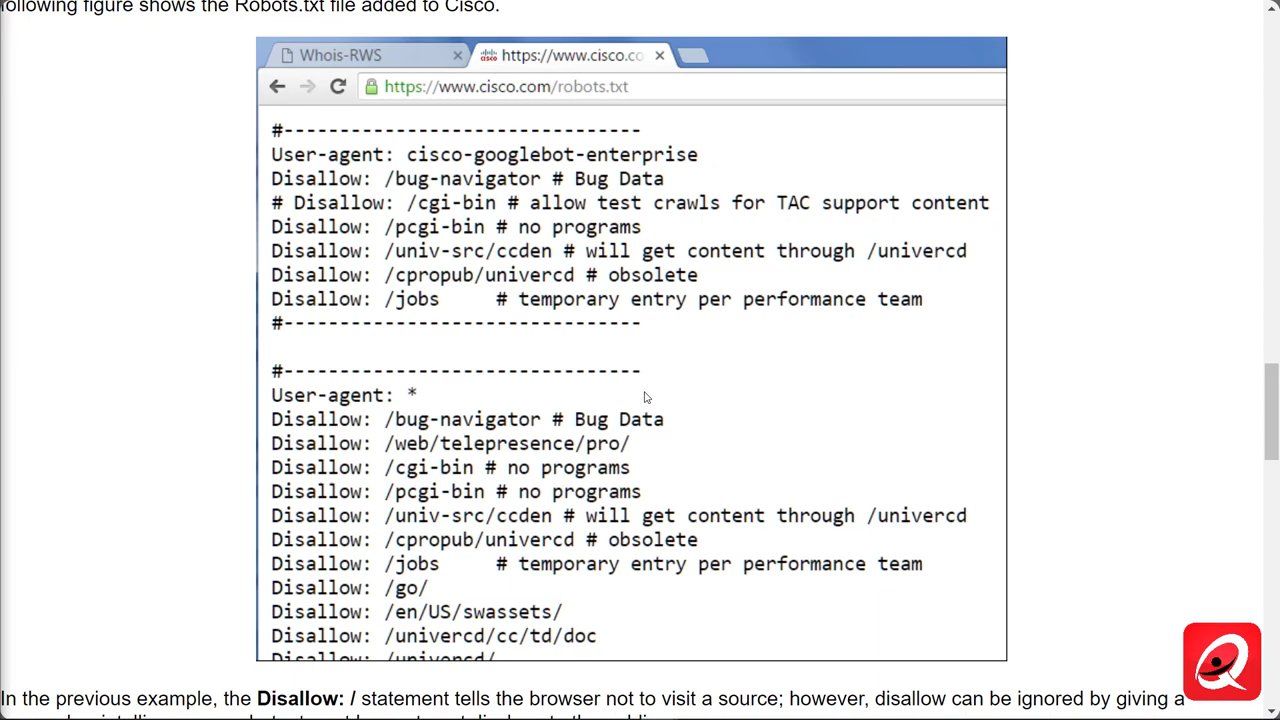 following figure shows the Robots.txt file added to Cisco.
Whois-RWS
https://www.cisco.co
https://www.cisco.com/robots.txt
#--------------------------------
User-agent: cisco-googlebot-enterprise
Disallow: /bug-navigator # Bug Data
# Disallow: /cgi-bin # allow test crawls for TAC support content
Disallow: /pcgi-bin # no programs
Disallow: /univ-src/ccden # will get content through /univercd
Disallow: /cpropub/univercd # obsolete
Disallow: /jobs     # temporary entry per performance team
#--------------------------------
#--------------------------------
User-agent: *
Disallow: /bug-navigator # Bug Data
Disallow: /web/telepresence/pro/
Disallow: /cgi-bin # no programs
Disallow: /pcgi-bin # no programs
Disallow: /univ-src/ccden # will get content through /univercd
Disallow: /cpropub/univercd # obsolete
Disallow: /jobs     # temporary entry per performance team
Disallow: /go/
Disallow: /en/US/swassets/
Disallow: /univercd/cc/td/doc
Disallow: /univercd/
In the previous example, the Disallow: / statement tells the browser not to visit a source; however, disallow can be ignored by giving a